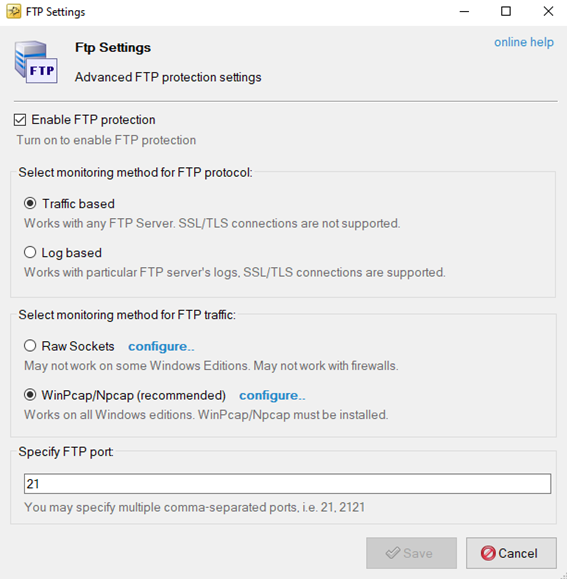 FTP Settings
Ftp Settings
online help
FTP
Advanced FTP protection settings
Enable FTP protection
Turn on to enable FTP protection
Select monitoring method for FTP protocol:
Traffic based
Works with any FTP Server. SSL/TLS connections are not supported.
Log based
Works with particular FTP server's logs, SSL/TLS connections are supported.
Select monitoring method for FTP traffic:
Raw Sockets configure..
May not work on some Windows Editions. May not work with firewalls.
WinPcap/Npcap (recommended) configure..
Works on all Windows editions. WinPcap/Npcap must be installed.
Specify FTP port:
21
You may specify multiple comma-separated ports, i.e. 21, 2121
Save Cancel